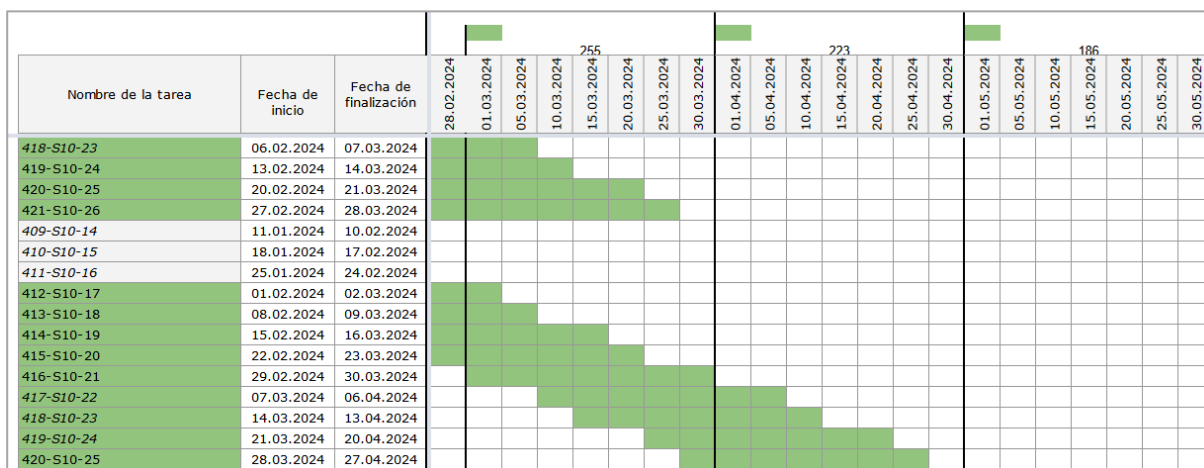 255 223 186
Nombre de la tarea Fecha de inicio Fecha de finalización 28.02.2024 01.03.2024 05.03.2024 10.03.2024 15.03.2024 20.03.2024 25.03.2024 30.03.2024 01.04.2024 05.04.2024 10.04.2024 15.04.2024 20.04.2024 25.04.2024 30.04.2024 01.05.2024 05.05.2024 10.05.2024 15.05.2024 20.05.2024 25.05.2024 30.05.2024
418-S10-23 06.02.2024 07.03.2024
419-S10-24 13.02.2024 14.03.2024
420-S10-25 20.02.2024 21.03.2024
421-S10-26 27.02.2024 28.03.2024
409-S10-14 11.01.2024 10.02.2024
410-S10-15 18.01.2024 17.02.2024
411-S10-16 25.01.2024 24.02.2024
412-S10-17 01.02.2024 02.03.2024
413-S10-18 08.02.2024 09.03.2024
414-S10-19 15.02.2024 16.03.2024
415-S10-20 22.02.2024 23.03.2024
416-S10-21 29.02.2024 30.03.2024
417-S10-22 07.03.2024 06.04.2024
418-S10-23 14.03.2024 13.04.2024
419-S10-24 21.03.2024 20.04.2024
420-S10-25 28.03.2024 27.04.2024